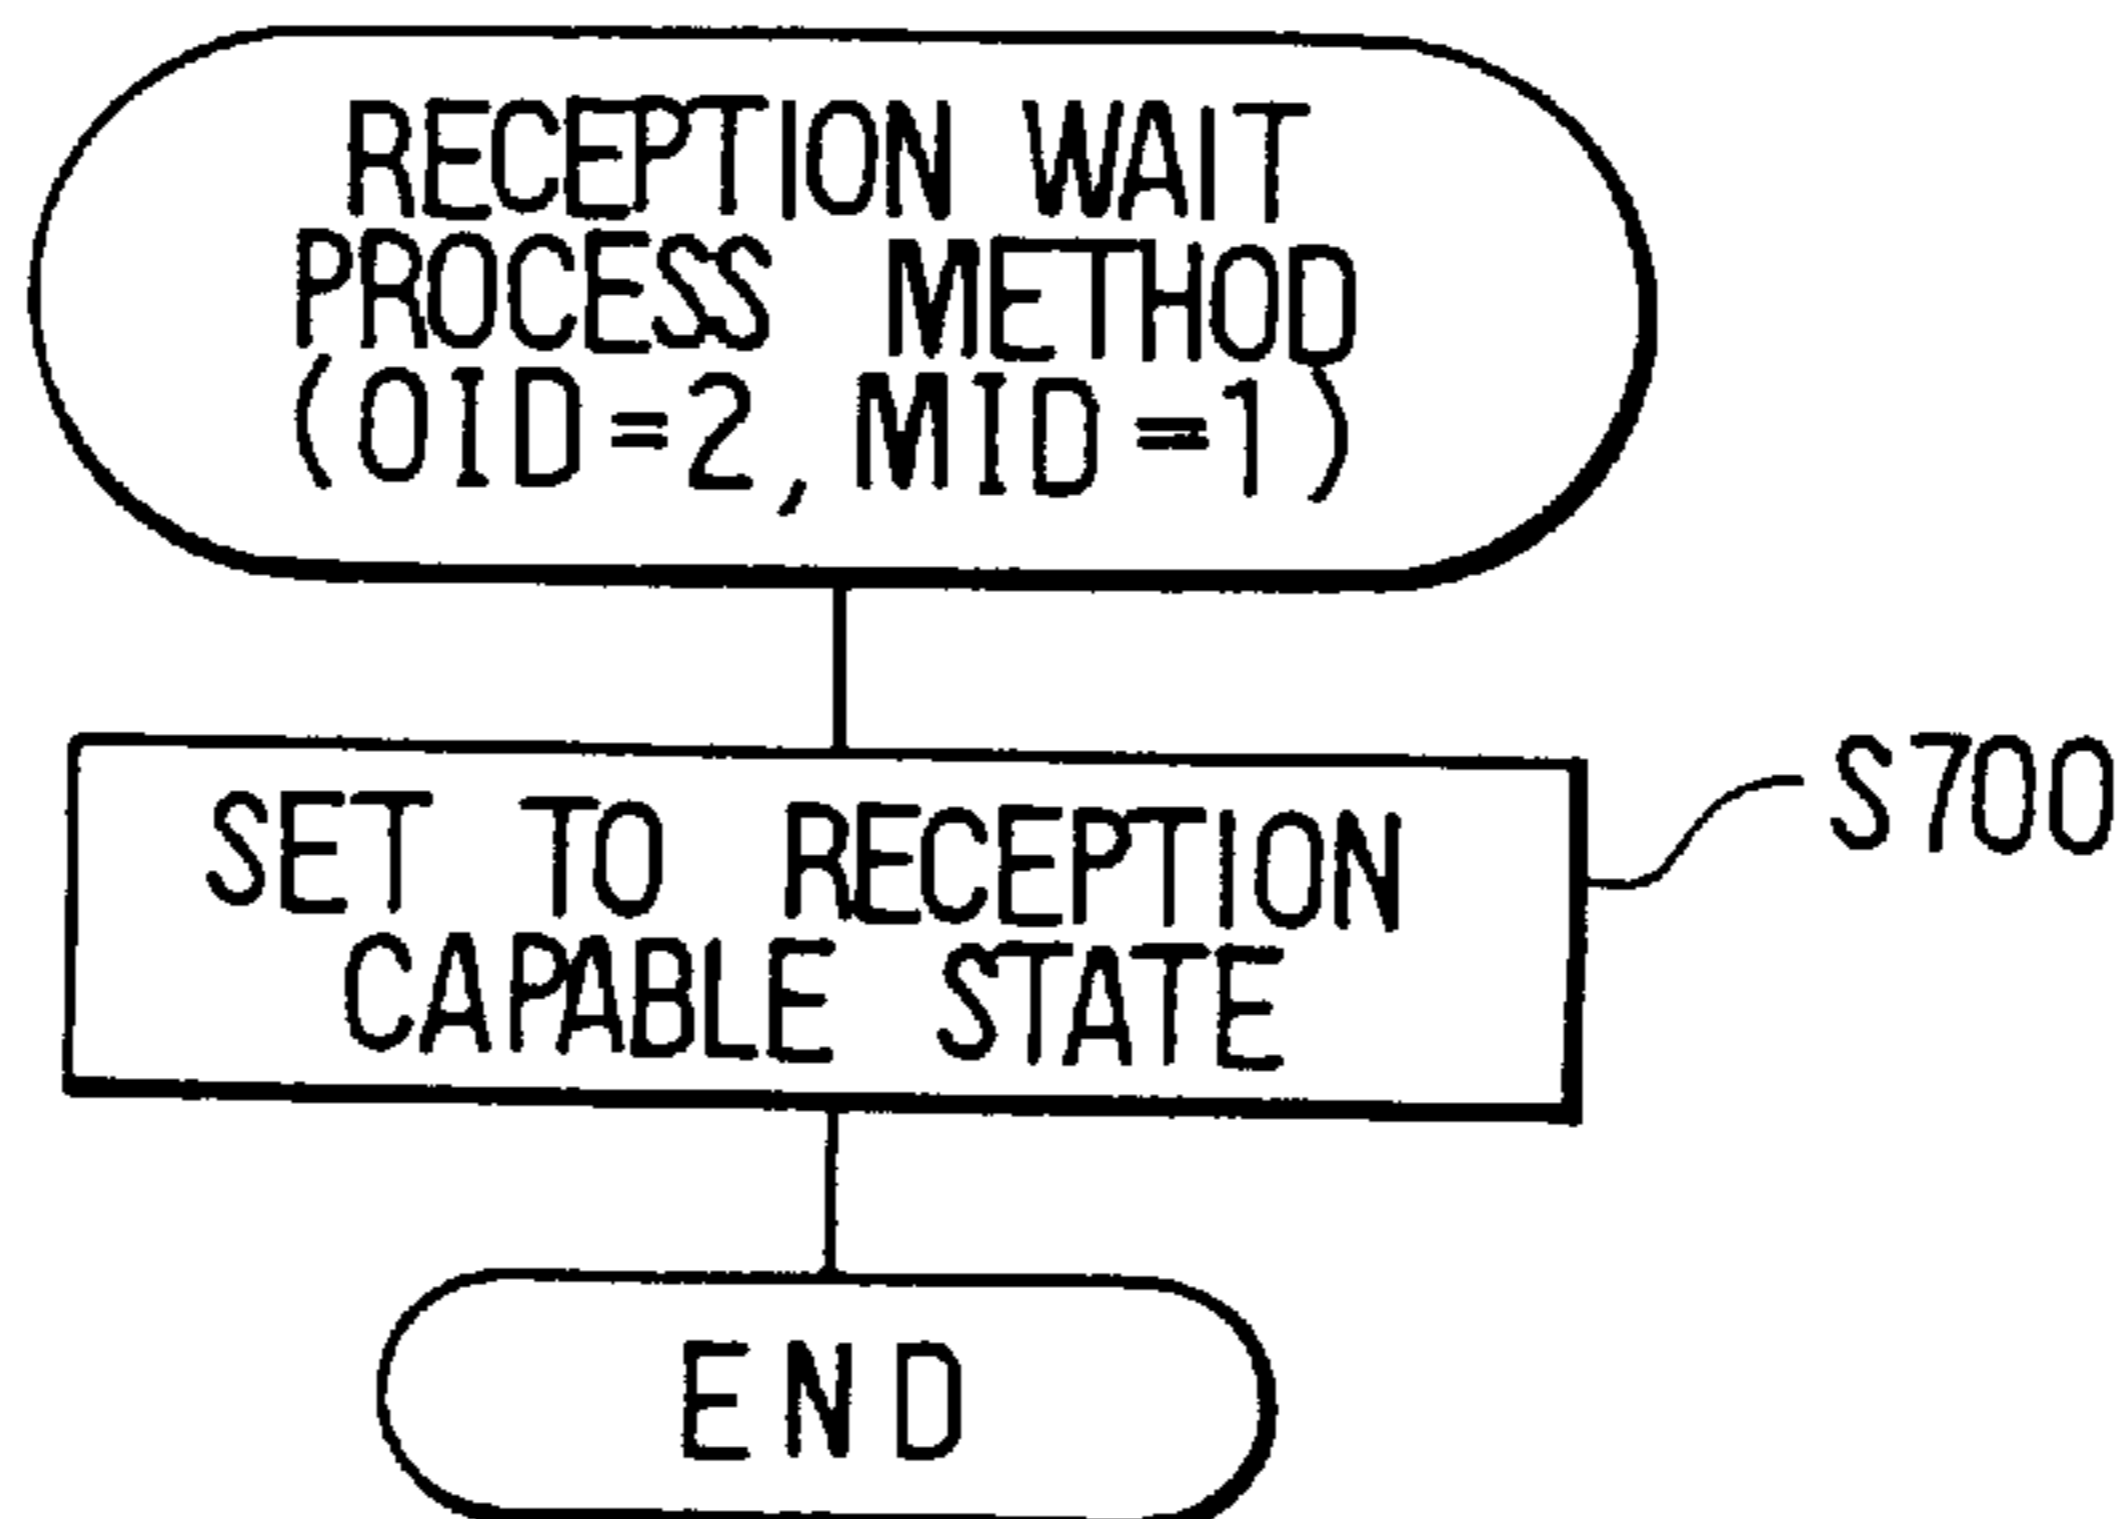 RECEPTION WAIT
PROCESS METHOD
(OID=2, MID=1)
SET TO RECEPTION
CAPABLE STATE
S700
END